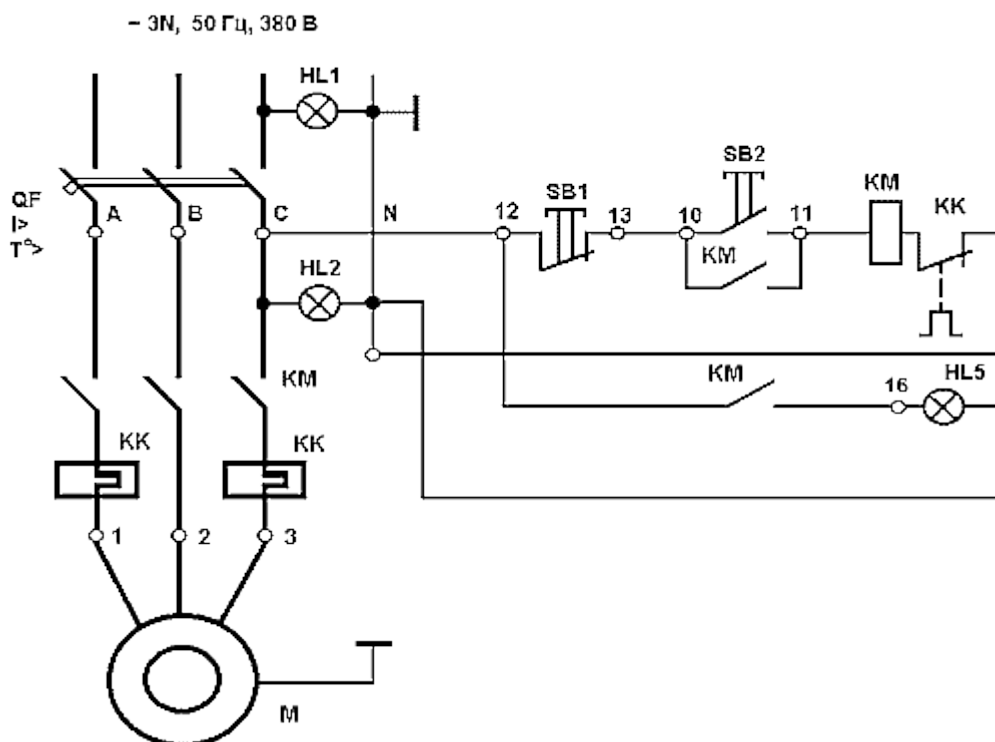 ~ 3N, 50 Гц, 380 В
HL1
SB2
SB1
KM
KK
QF
I>
T°>
A
B
C
N
12
13
10
11
KM
HL2
KM
KM
16
HL5
KK
KK
1
2
3
M